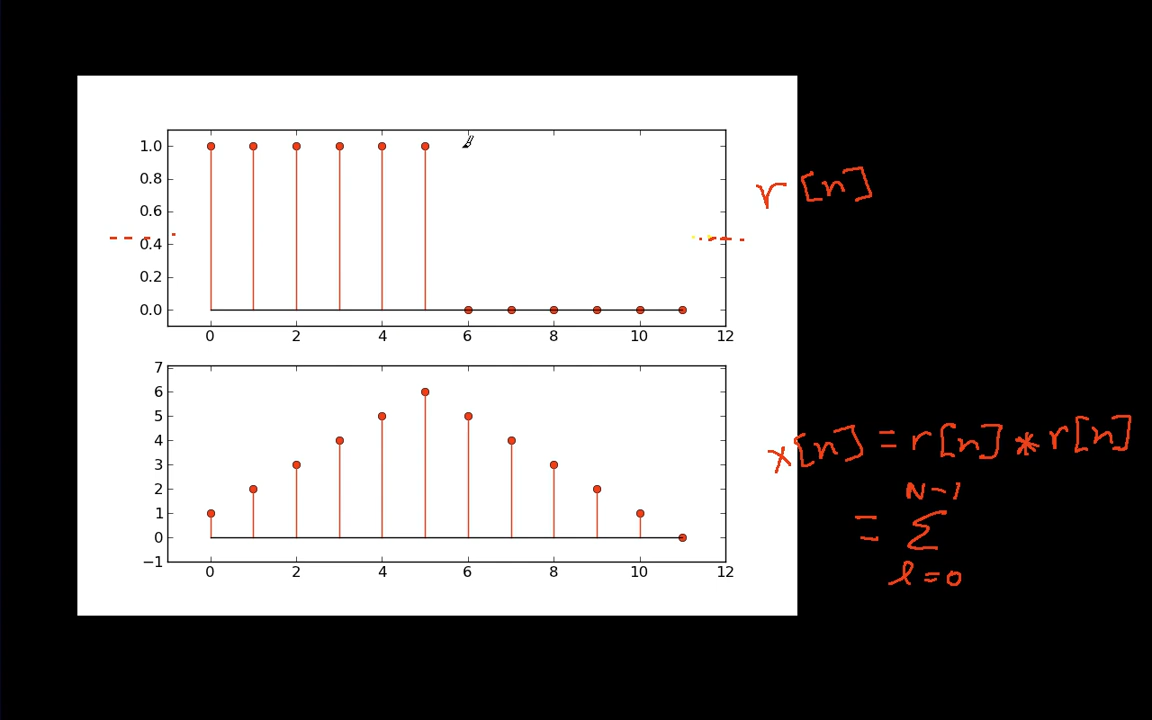 1.0
0.8
0.6
0.4
0.2
0.0
0 2 4 6 8 10 12
r[n]
7
6
5
4
3
2
1
0
−1
0 2 4 6 8 10 12
x[n] = r[n] * r[n]
N-1
= Σ
l=0